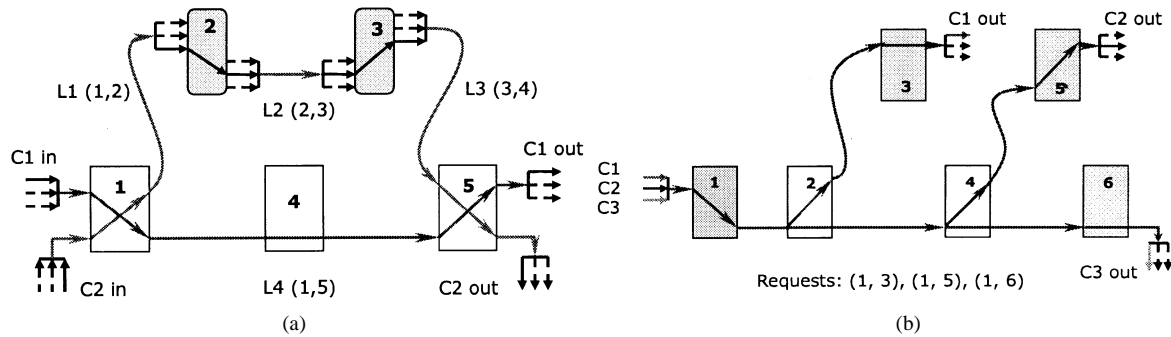 2
3
L1 (1,2)
L2 (2,3)
L3 (3,4)
C1 in
1
4
5
C1 out
C2 in
L4 (1,5)
C2 out
(a)
C1 out
C2 out
3
5
C1
C2
C3
1
2
4
6
C3 out
Requests: (1, 3), (1, 5), (1, 6)
(b)